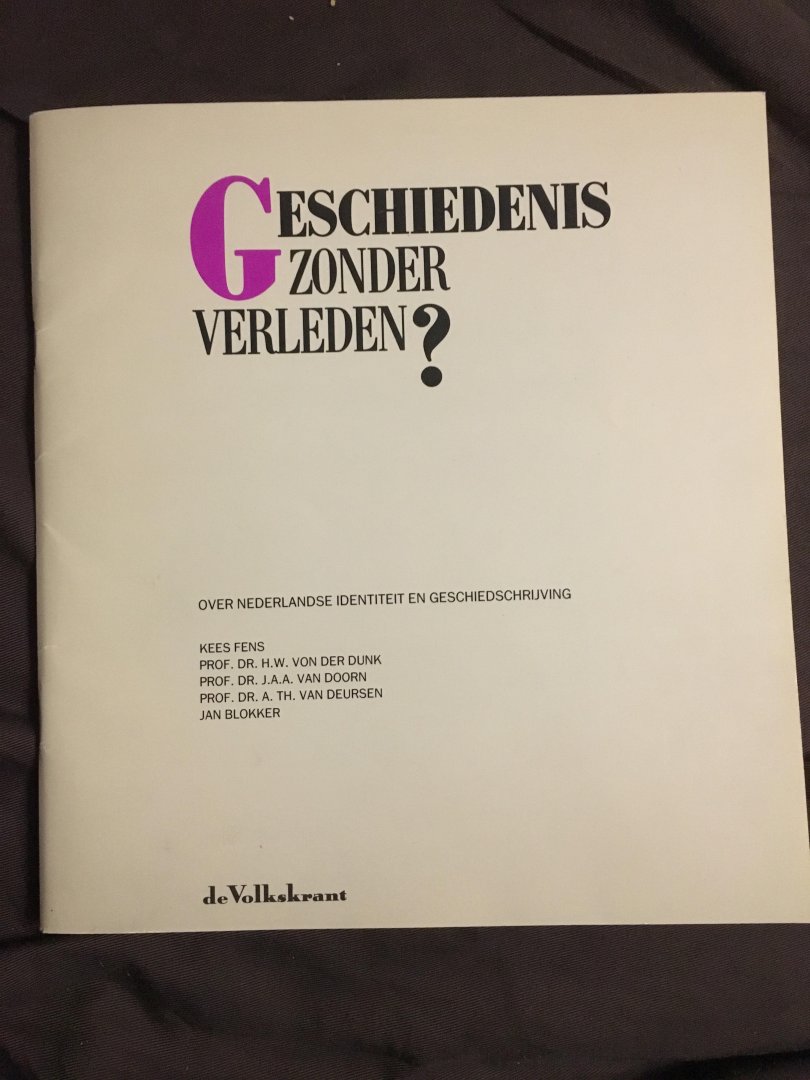 GESCHIEDENIS
ZONDER
VERLEDEN?
OVER NEDERLANDSE IDENTITEIT EN GESCHIEDSCHRIJVING
KEES FENS
PROF. DR. H.W. VON DER DUNK
PROF. DR. J.A.A. VAN DOORN
PROF. DR. A. TH. VAN DEURSEN
JAN BLOKKER
de Volkskrant